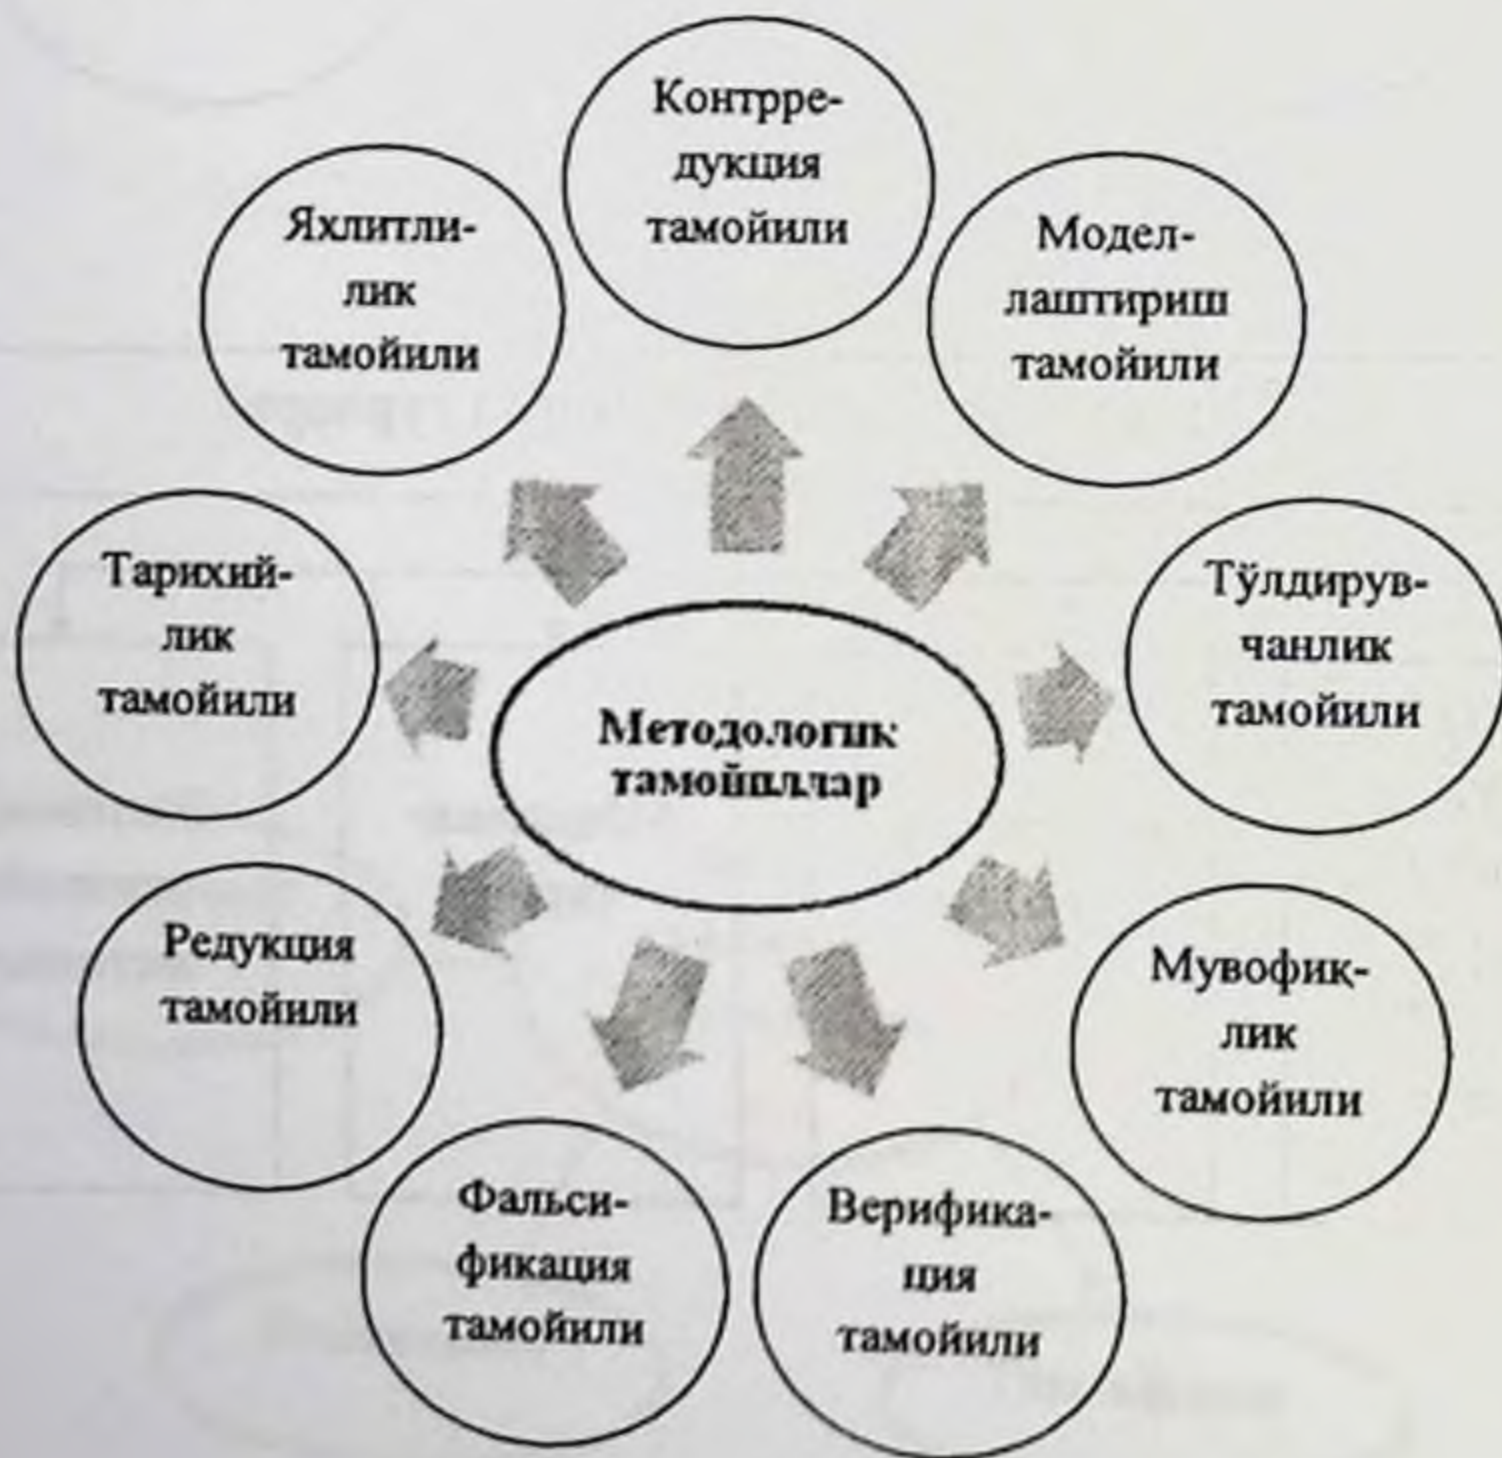 Контрре-
дукция
тамойили
Модел-
лаштириш
тамойили
Тўлдирув-
чанлик
тамойили
Мувофиқ-
лик
тамойили
Верифика-
ция
тамойили
Фальси-
фикация
тамойили
Редукция
тамойили
Тарихий-
лик
тамойили
Яхлитли-
лик
тамойили
Методологик
тамойиллар